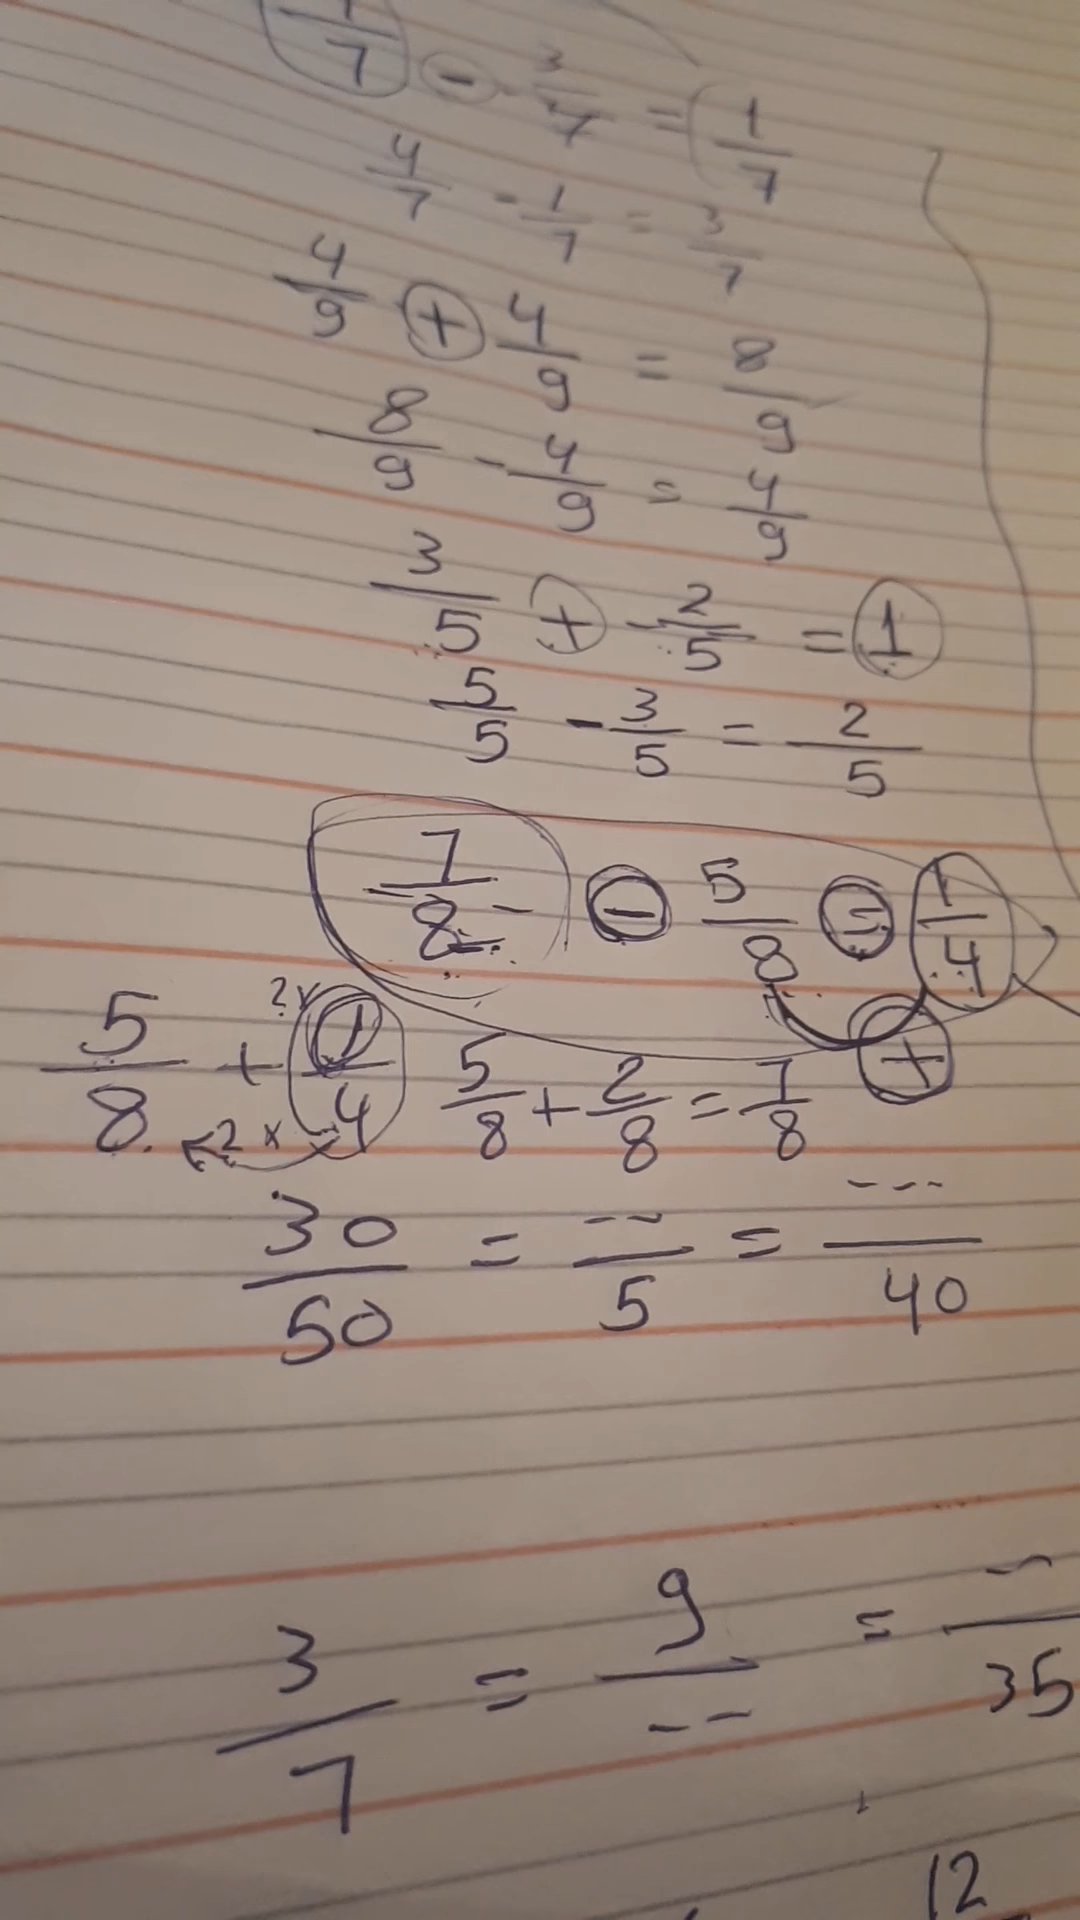 /7 - 3/7 = 1/7
4/7 - 1/7 = 3/7
4/9 + 4/9 = 8/9
8/9 - 4/9 = 4/9
3/5 + 2/5 = 1
5/5 - 3/5 = 2/5
7/8 - 5/8 = 1/4
+
5/8 + 1/4 5/8 + 2/8 = 7/8
2x
2x
30/50 = --/5 = ---/40
3/7 = 9/-- = --/35
12